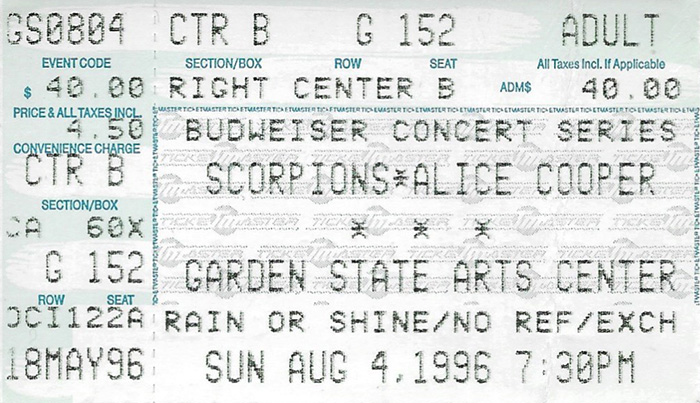 GS0804 CTR B G 152 ADULT
EVENT CODE SECTION/BOX ROW SEAT All Taxes Incl. If Applicable
$ 40.00 RIGHT CENTER B ADM$ 40.00
PRICE & ALL TAXES INCL.
4.50 BUDWEISER CONCERT SERIES
CONVENIENCE CHARGE
CTR B SCORPIONS*ALICE COOPER
SECTION/BOX
CA 60X * * *
G 152 GARDEN STATE ARTS CENTER
ROW SEAT
OCI122A RAIN OR SHINE/NO REF/EXCH
18MAY96 SUN AUG 4,1996 7:30PM